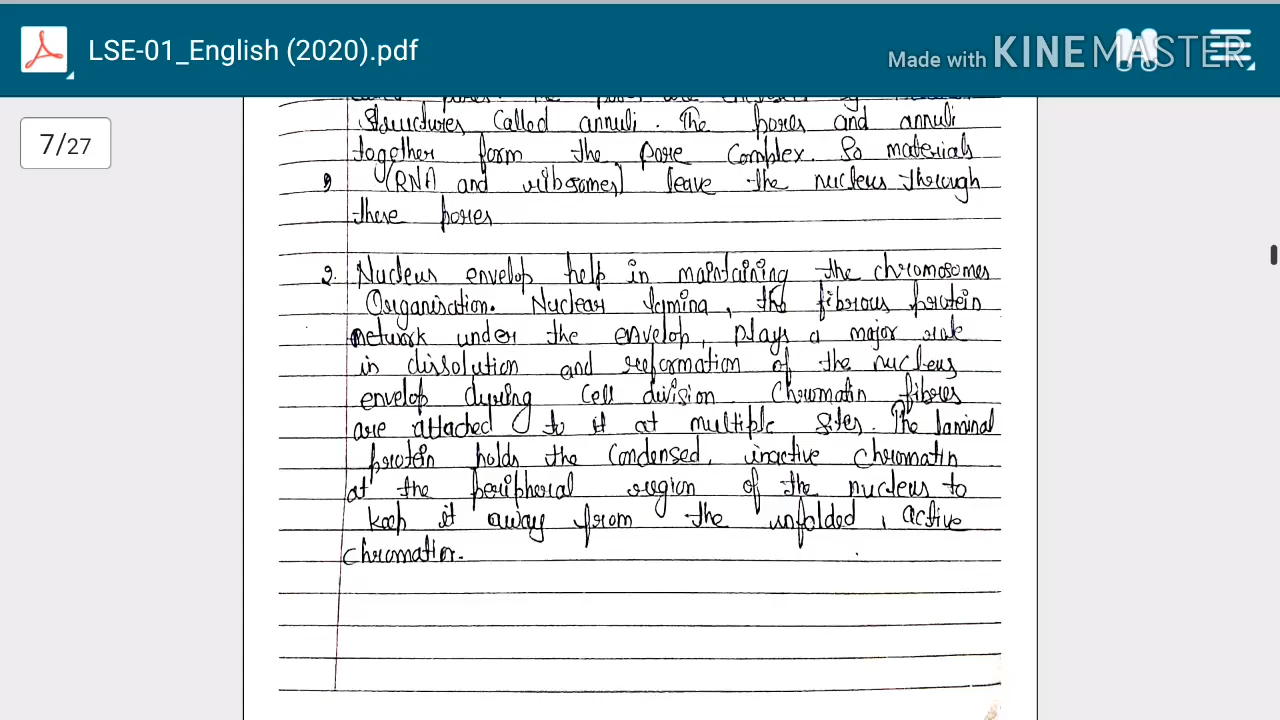 LSE-01_English (2020).pdf
Made with KINEMASTER
7/27
structures called annuli. The pores and annuli
together form the pore complex. So materials
(RNA and ribosomes) leave the nucleus through
these pores
2. Nucleus envelop help in maintaining the chromosomes
Organisation. Nuclear lamina, the fibrous protein
network under the envelop, plays a major role
in dissolution and reformation of the nucleus
envelop during cell division chromatin fibres
are attached to it at multiple sites. The laminal
protein holds the condensed, inactive chromatin
at the peripheral region of the nucleus to
keep it away from the unfolded, active
chromatin.